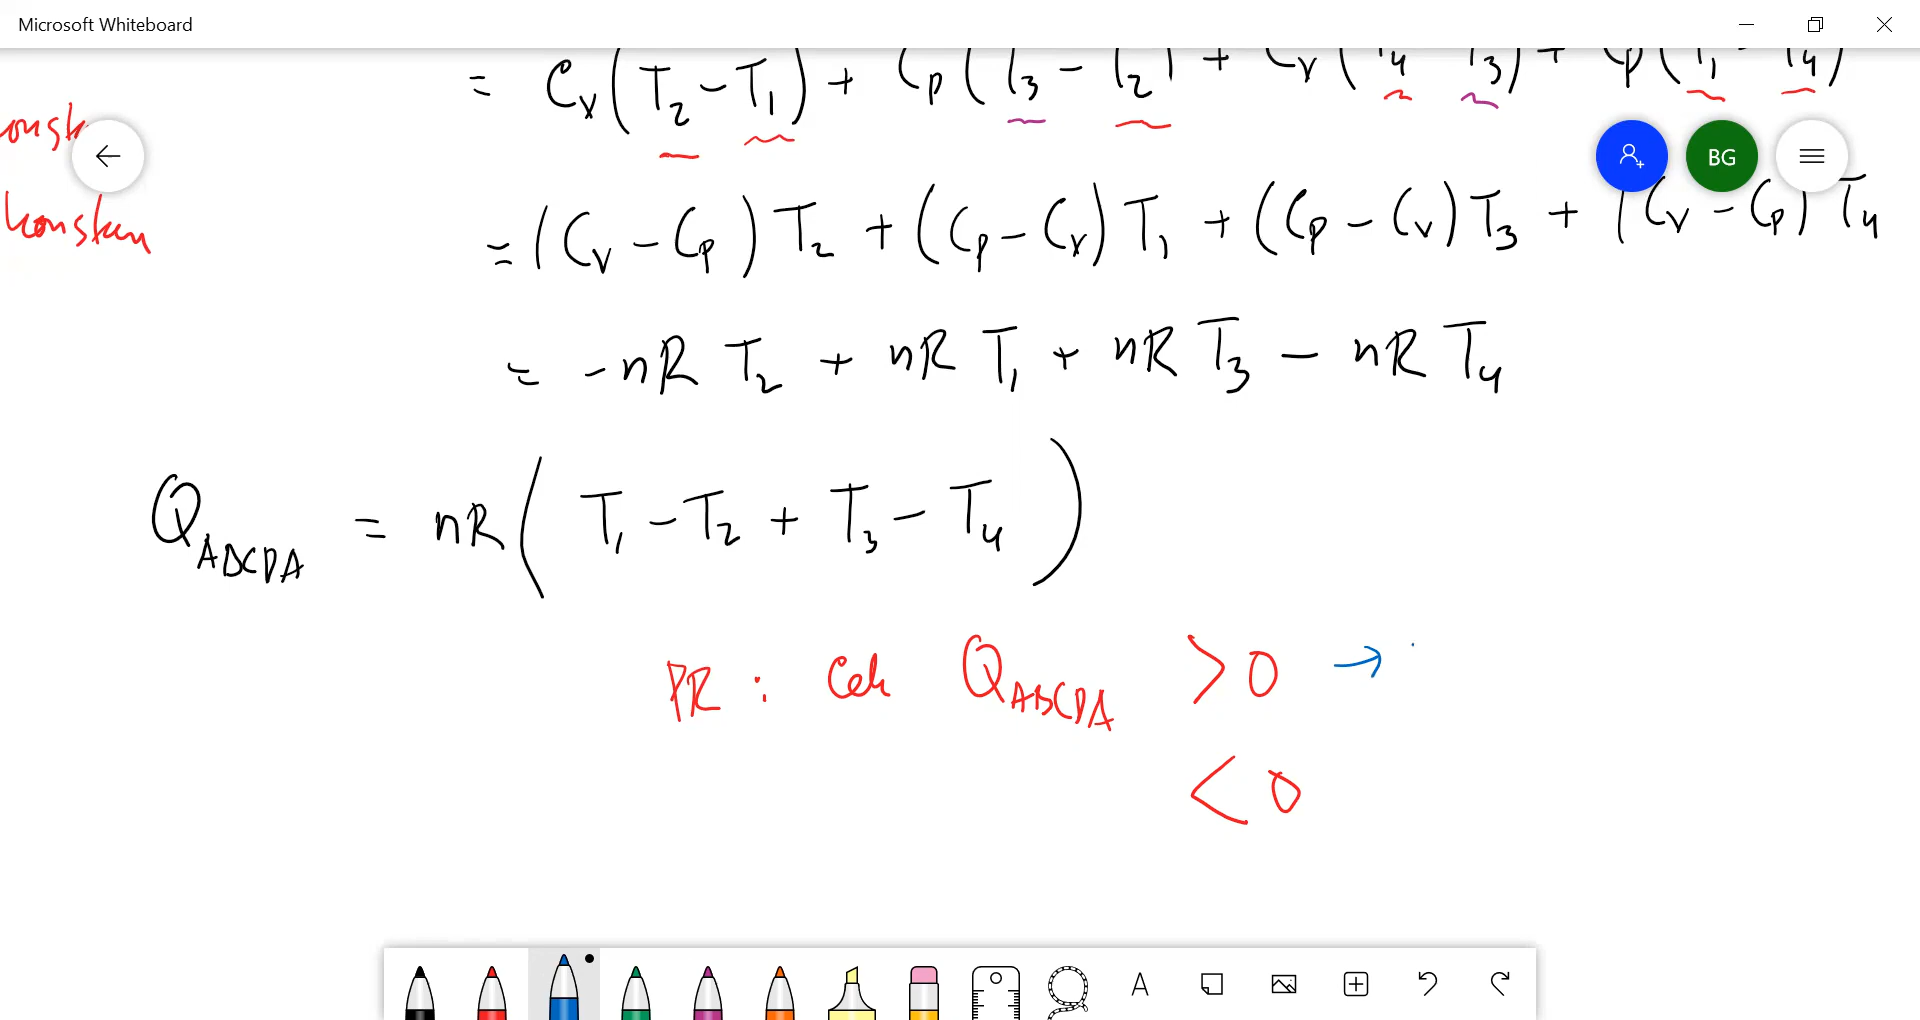 Microsoft Whiteboard
= Cv(T2 - T1) + Cp(T3 - T2) + Cv(T4 - T3) + Cp(T1 - T4)
BG
konstan
= (Cv - Cp) T2 + (Cp - Cv) T1 + (Cp - Cv) T3 + (Cv - Cp) T4
= -nR T2 + nR T1 + nR T3 - nR T4
QABCDA = nR( T1 - T2 + T3 - T4 )
PR : Cek QABCDA > 0 →
< 0
A